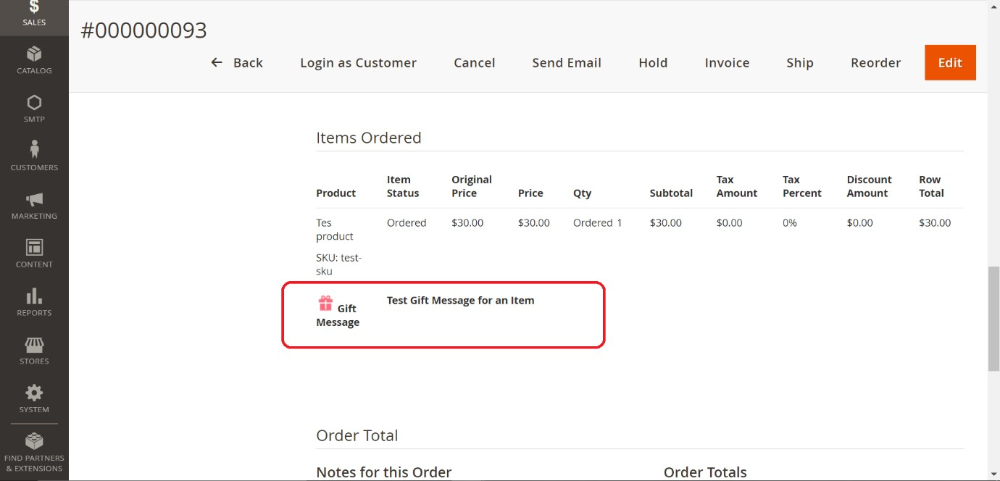 $
SALES
CATALOG
SMTP
CUSTOMERS
MARKETING
CONTENT
REPORTS
STORES
SYSTEM
FIND PARTNERS
& EXTENSIONS
#000000093
← Back Login as Customer Cancel Send Email Hold Invoice Ship Reorder Edit
Items Ordered
Product Item Status Original Price Price Qty Subtotal Tax Amount Tax Percent Discount Amount Row Total
Tes Ordered $30.00 $30.00 Ordered 1 $30.00 $0.00 0% $0.00 $30.00
product
SKU: test-
sku
Gift Test Gift Message for an Item
Message
Order Total
Notes for this Order Order Totals